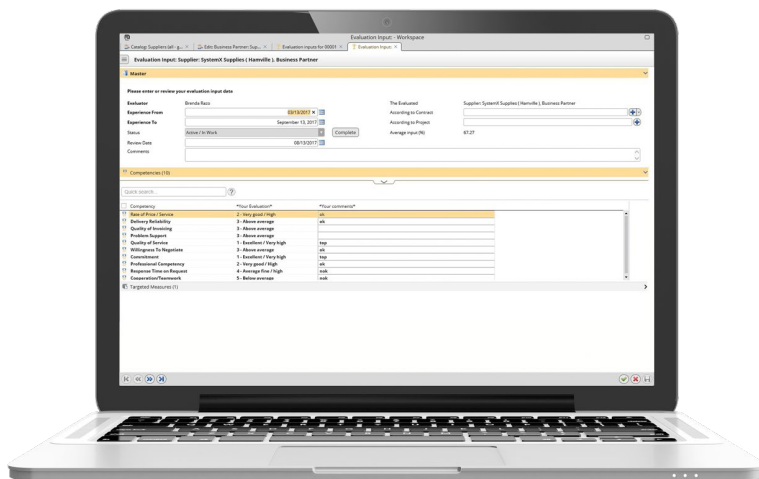 Evaluation Input: - Workspace
Catalog: Suppliers (all - g... × Edit: Business Partner: Sup... × Evaluation Inputs for 00001 × Evaluation Input: ×
Evaluation Input: Supplier: SystemX Supplies ( Hamville ), Business Partner
Master
Please enter or review your evaluation input data
Evaluator Brenda Razo The Evaluated Supplier: SystemX Supplies ( Hamville ), Business Partner
Experience From 03/13/2017 × According to Contract
Experience To September 13, 2017 According to Project
Status Active / In Work Complete Average input (%) 67.27
Review Date 08/13/2017
Comments
Competencies (10)
Quick search... ?
Competency *Your Evaluation* *Your comments*
Rate of Price / Service 2 - Very good / High ok
Delivery Reliability 3 - Above average ok
Quality of Invoicing 3 - Above average
Problem Support 3 - Above average
Quality of Service 1 - Excellent / Very high top
Willingness To Negotiate 3 - Above average ok
Commitment 1 - Excellent / Very high top
Professional Competency 2 - Very good / High ok
Response Time on Request 4 - Average fine / high nok
Cooperation/Teamwork 5 - Below average nok
Targeted Measures (1)